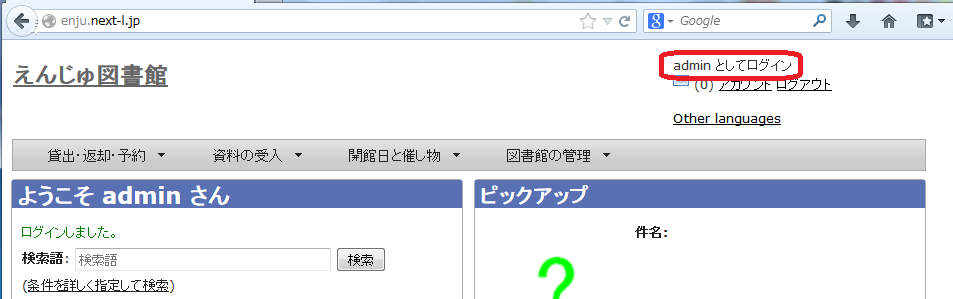 enju.next-l.jp
Google
えんじゅ図書館
admin としてログイン
(0) アカウント ログアウト
Other languages
貸出・返却・予約 資料の受入 開館日と催し物 図書館の管理
ようこそ admin さん
ピックアップ
ログインしました。
件名:
検索語: 検索語 検索
(条件を詳しく指定して検索)
?